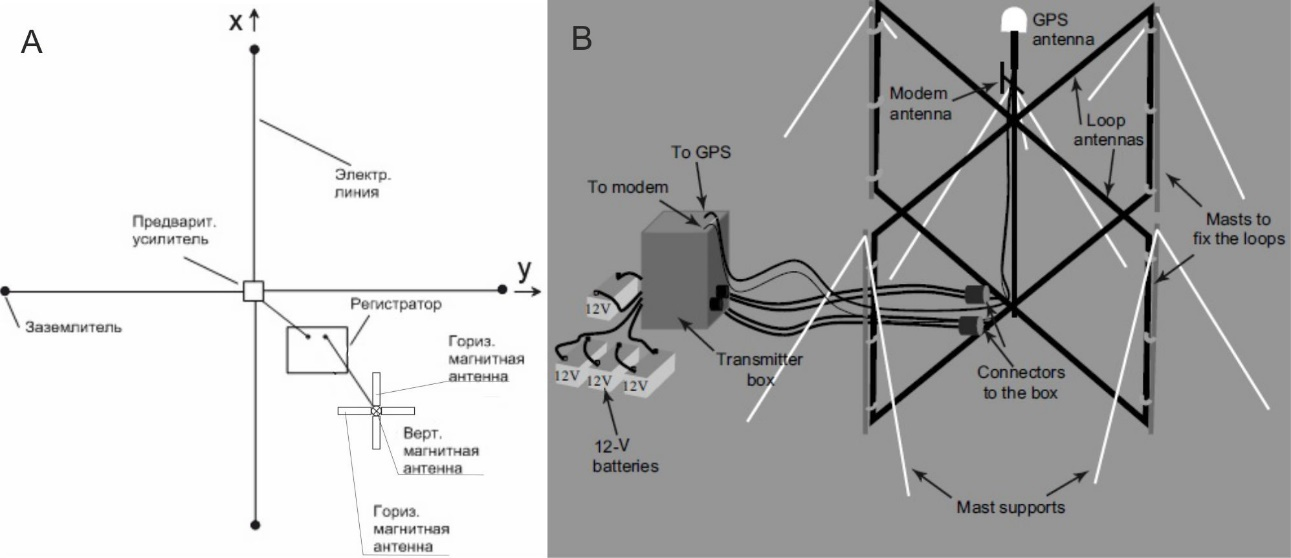 A
x
Электр.
линия
Предварит.
усилитель
y
Регистратор
Заземлитель
Гориз.
магнитная
антенна
Верт.
магнитная
антенна
Гориз.
магнитная
антенна
B
GPS
antenna
Modem
antenna
Loop
antennas
To GPS
To modem
Masts to
fix the loops
12V
Transmitter
box
12V
12V
12V
Connectors
to the box
12-V
batteries
Mast supports